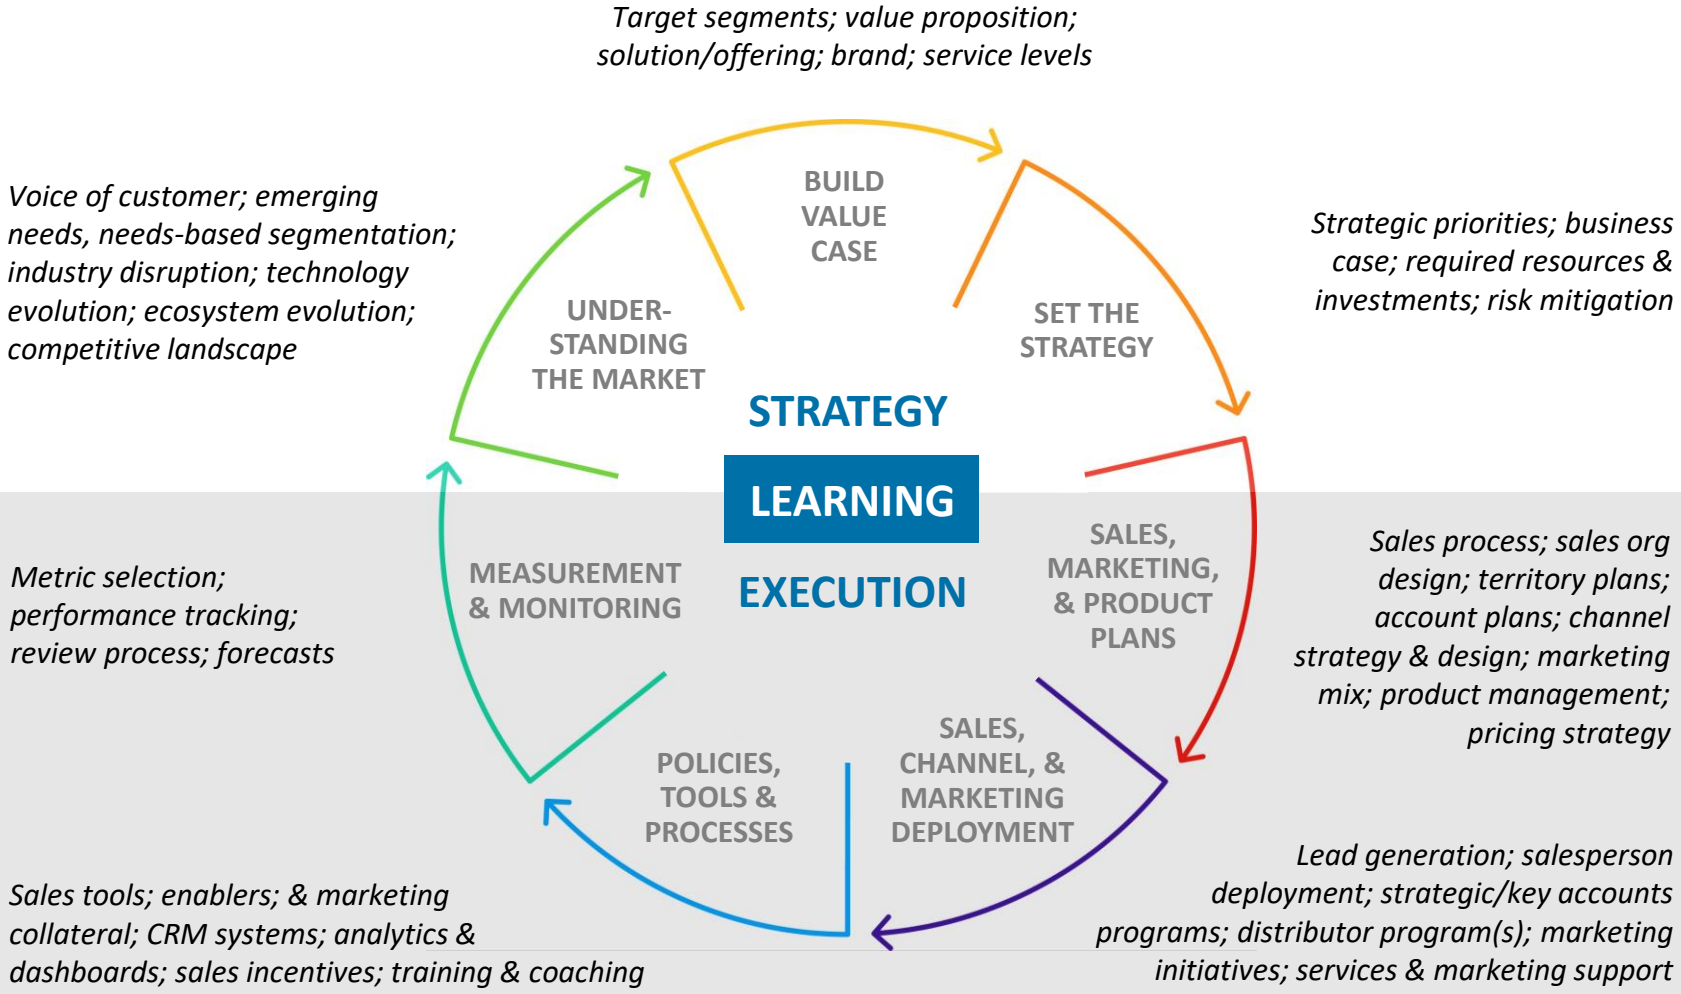 Target segments; value proposition;
solution/offering; brand; service levels
BUILD
VALUE
CASE
Voice of customer; emerging
needs, needs-based segmentation;
industry disruption; technology
evolution; ecosystem evolution;
competitive landscape
UNDER-
STANDING
THE MARKET
SET THE
STRATEGY
Strategic priorities; business
case; required resources &
investments; risk mitigation
STRATEGY
LEARNING
EXECUTION
Metric selection;
performance tracking;
review process; forecasts
MEASUREMENT
& MONITORING
SALES,
MARKETING,
& PRODUCT
PLANS
Sales process; sales org
design; territory plans;
account plans; channel
strategy & design; marketing
mix; product management;
pricing strategy
POLICIES,
TOOLS &
PROCESSES
SALES,
CHANNEL, &
MARKETING
DEPLOYMENT
Sales tools; enablers; & marketing
collateral; CRM systems; analytics &
dashboards; sales incentives; training & coaching
Lead generation; salesperson
deployment; strategic/key accounts
programs; distributor program(s); marketing
initiatives; services & marketing support